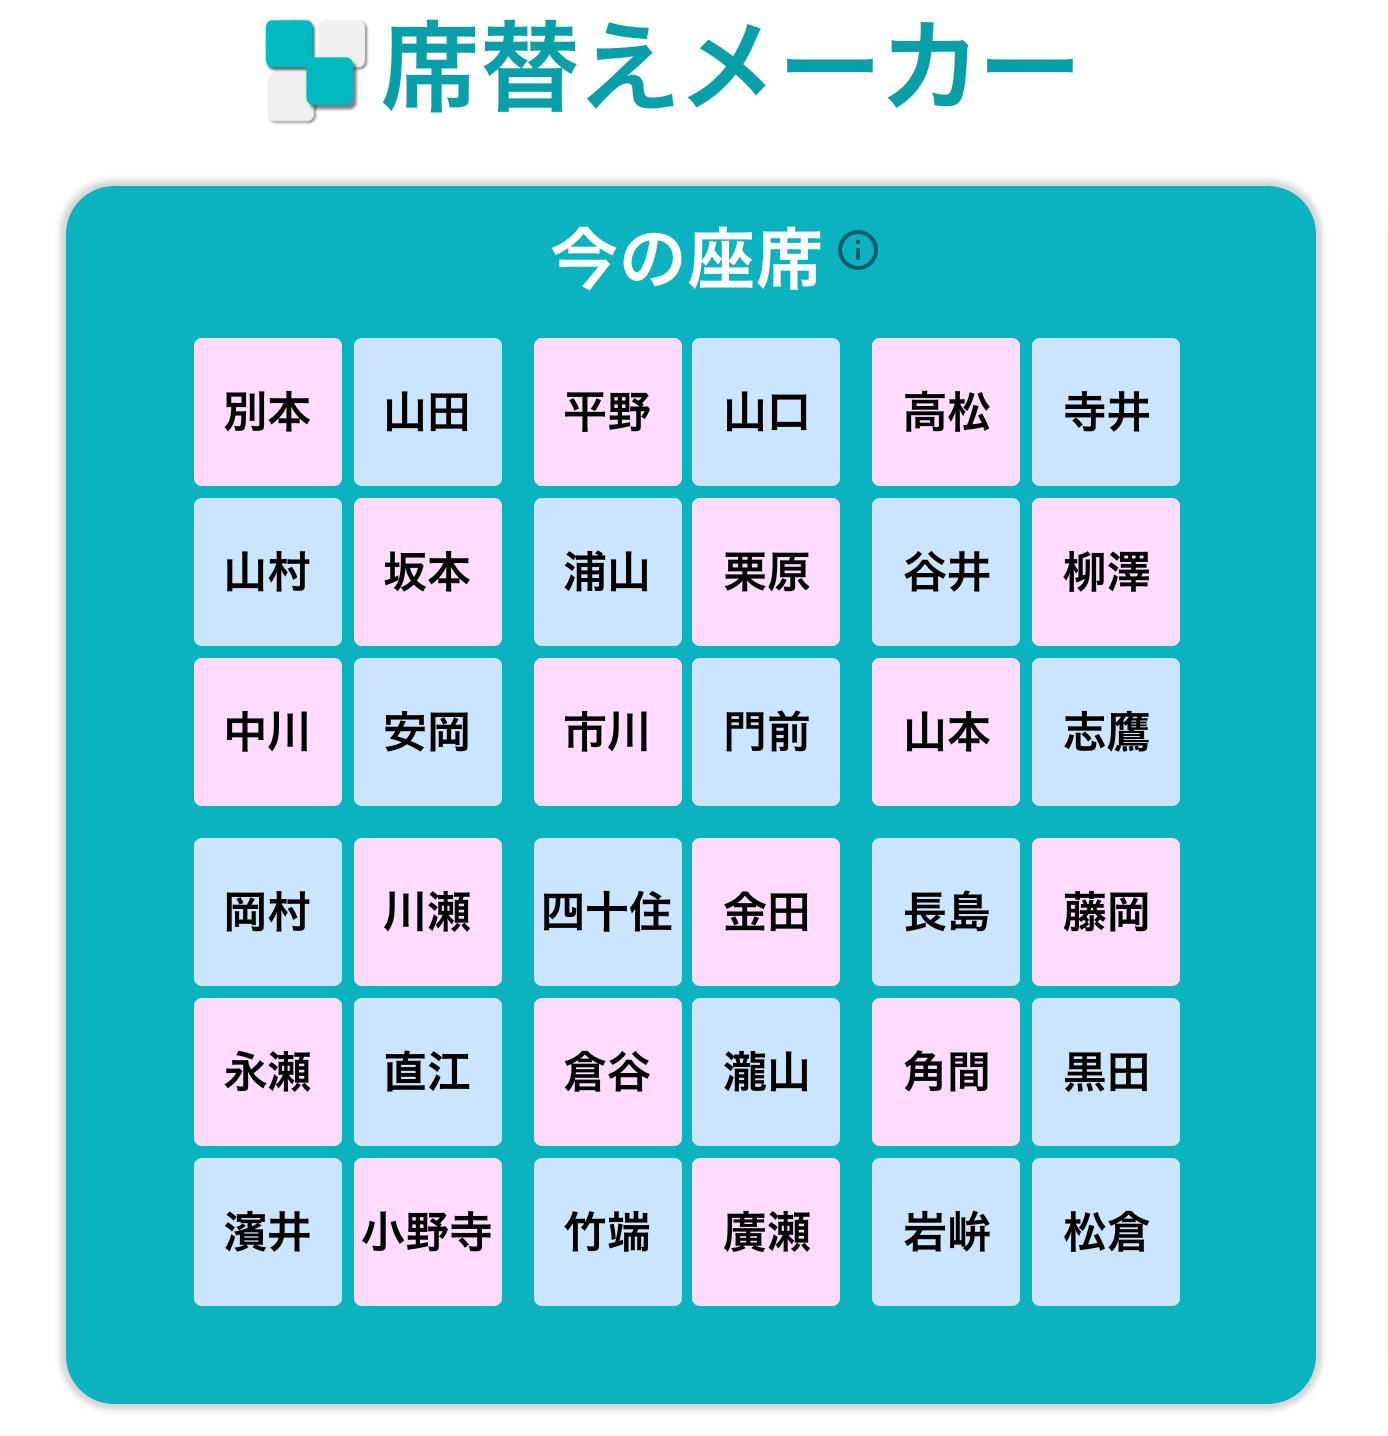 席替えメーカー
今の座席
別本 山田 平野 山口 高松 寺井
山村 坂本 浦山 栗原 谷井 柳澤
中川 安岡 市川 門前 山本 志鷹
岡村 川瀬 四十住 金田 長島 藤岡
永瀬 直江 倉谷 瀧山 角間 黒田
濱井 小野寺 竹端 廣瀬 岩峅 松倉